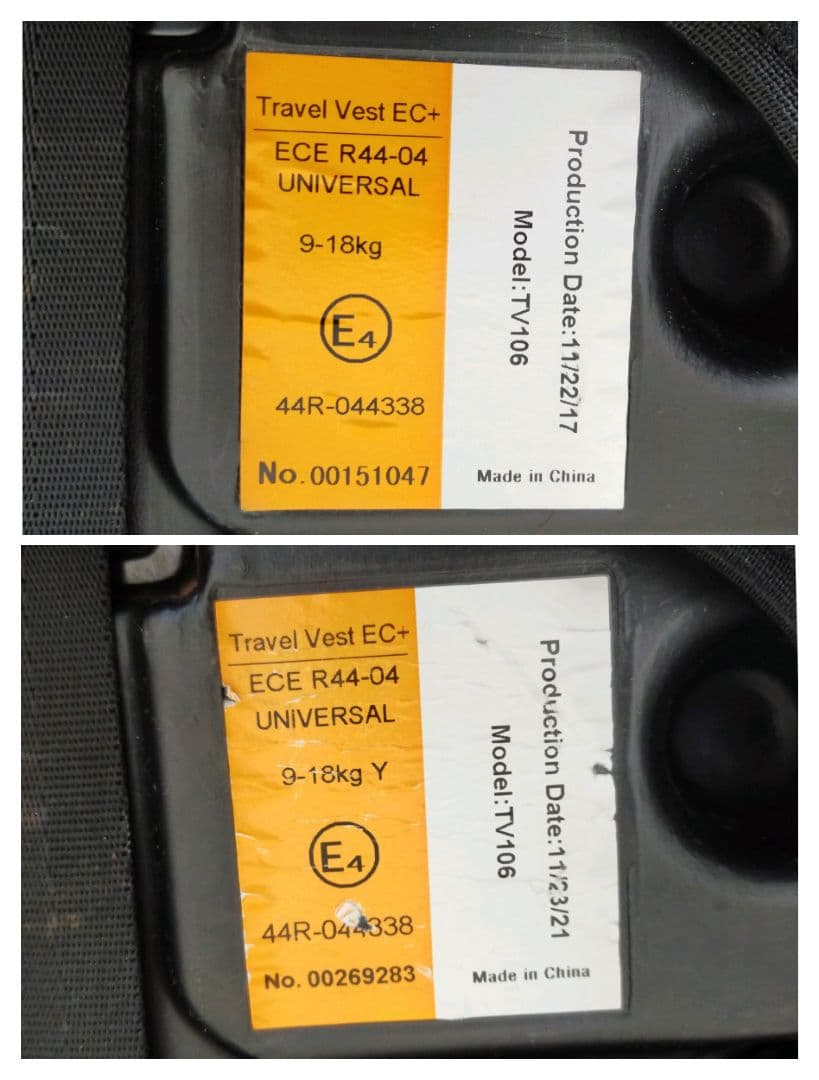 Travel Vest EC+
ECE R44-04
UNIVERSAL
9-18kg
E4
44R-044338
No.00151047
Production Date:11/22/17
Model:TV106
Made in China
Travel Vest EC+
ECE R44-04
UNIVERSAL
9-18kg Y
E4
44R-044338
No. 00269283
Production Date:11/23/21
Model:TV106
Made in China